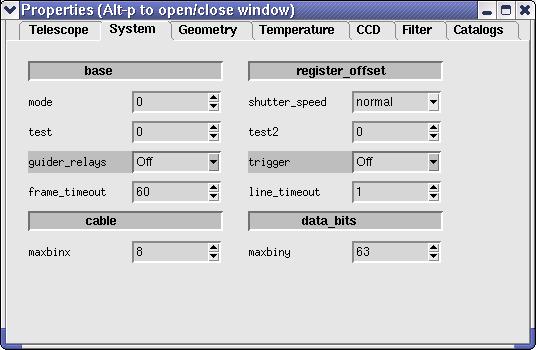 Properties (Alt-p to open/close window)
Telescope System Geometry Temperature CCD Filter Catalogs
base register_offset
mode 0 shutter_speed normal
test 0 test2 0
guider_relays Off trigger Off
frame_timeout 60 line_timeout 1
cable data_bits
maxbinx 8 maxbiny 63